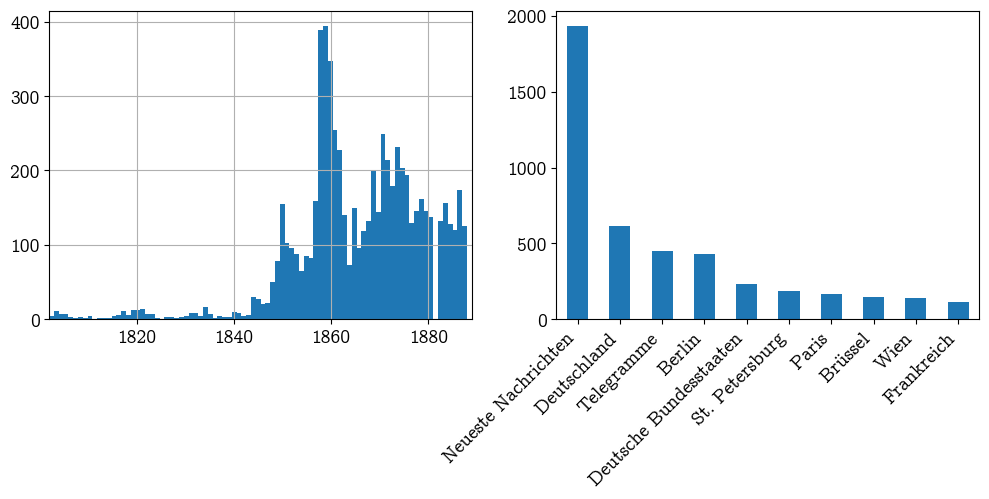 400
300
200
100
0
1820 1840 1860 1880
2000
1500
1000
500
0
Neueste Nachrichten
Deutschland
Telegramme
Berlin
Deutsche Bundesstaaten
St. Petersburg
Paris
Brüssel
Wien
Frankreich